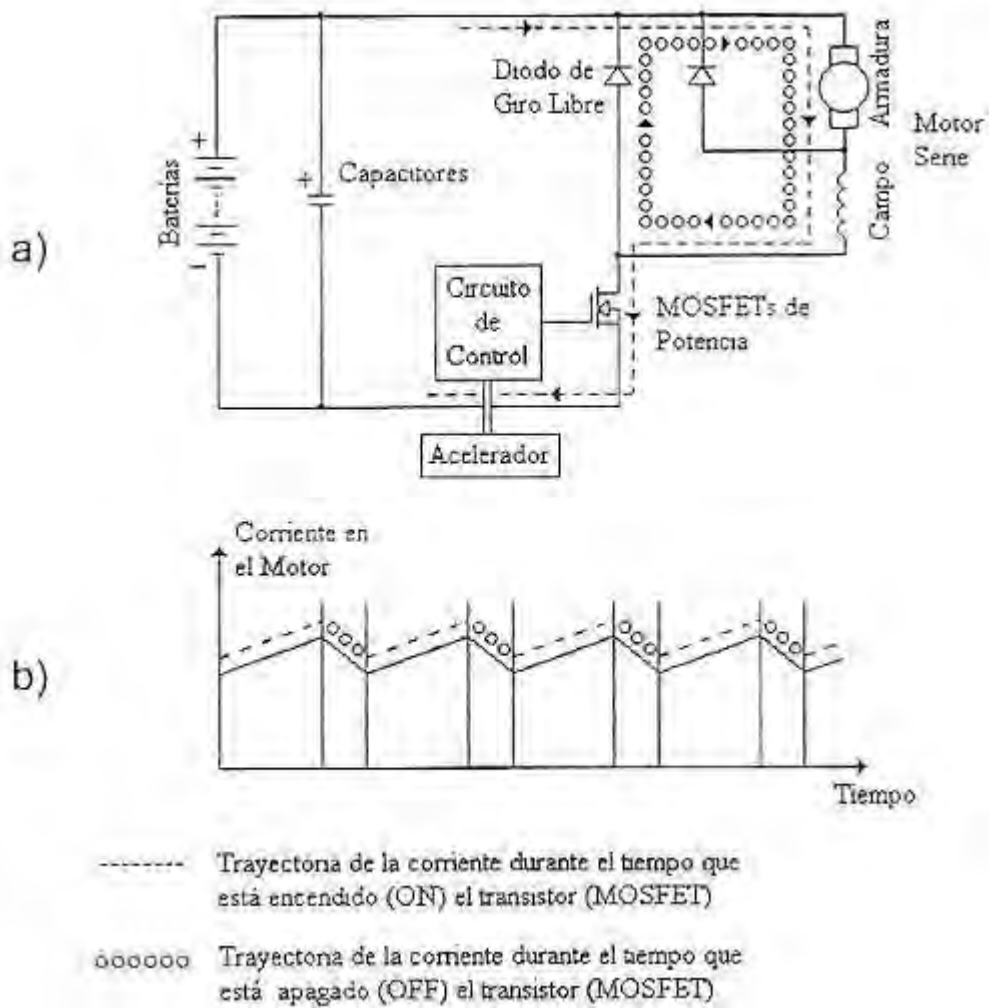 a)
Diodo de
Giro Libre
Armadura
Motor
Serie
Campo
Baterías
+
-
+
Capacitores
Circuito
de
Control
MOSFETs de
Potencia
Acelerador
b)
Corriente en
el Motor
Tiempo
Trayectoria de la corriente durante el tiempo que
está encendido (ON) el transistor (MOSFET)
Trayectoria de la corriente durante el tiempo que
está apagado (OFF) el transistor (MOSFET)